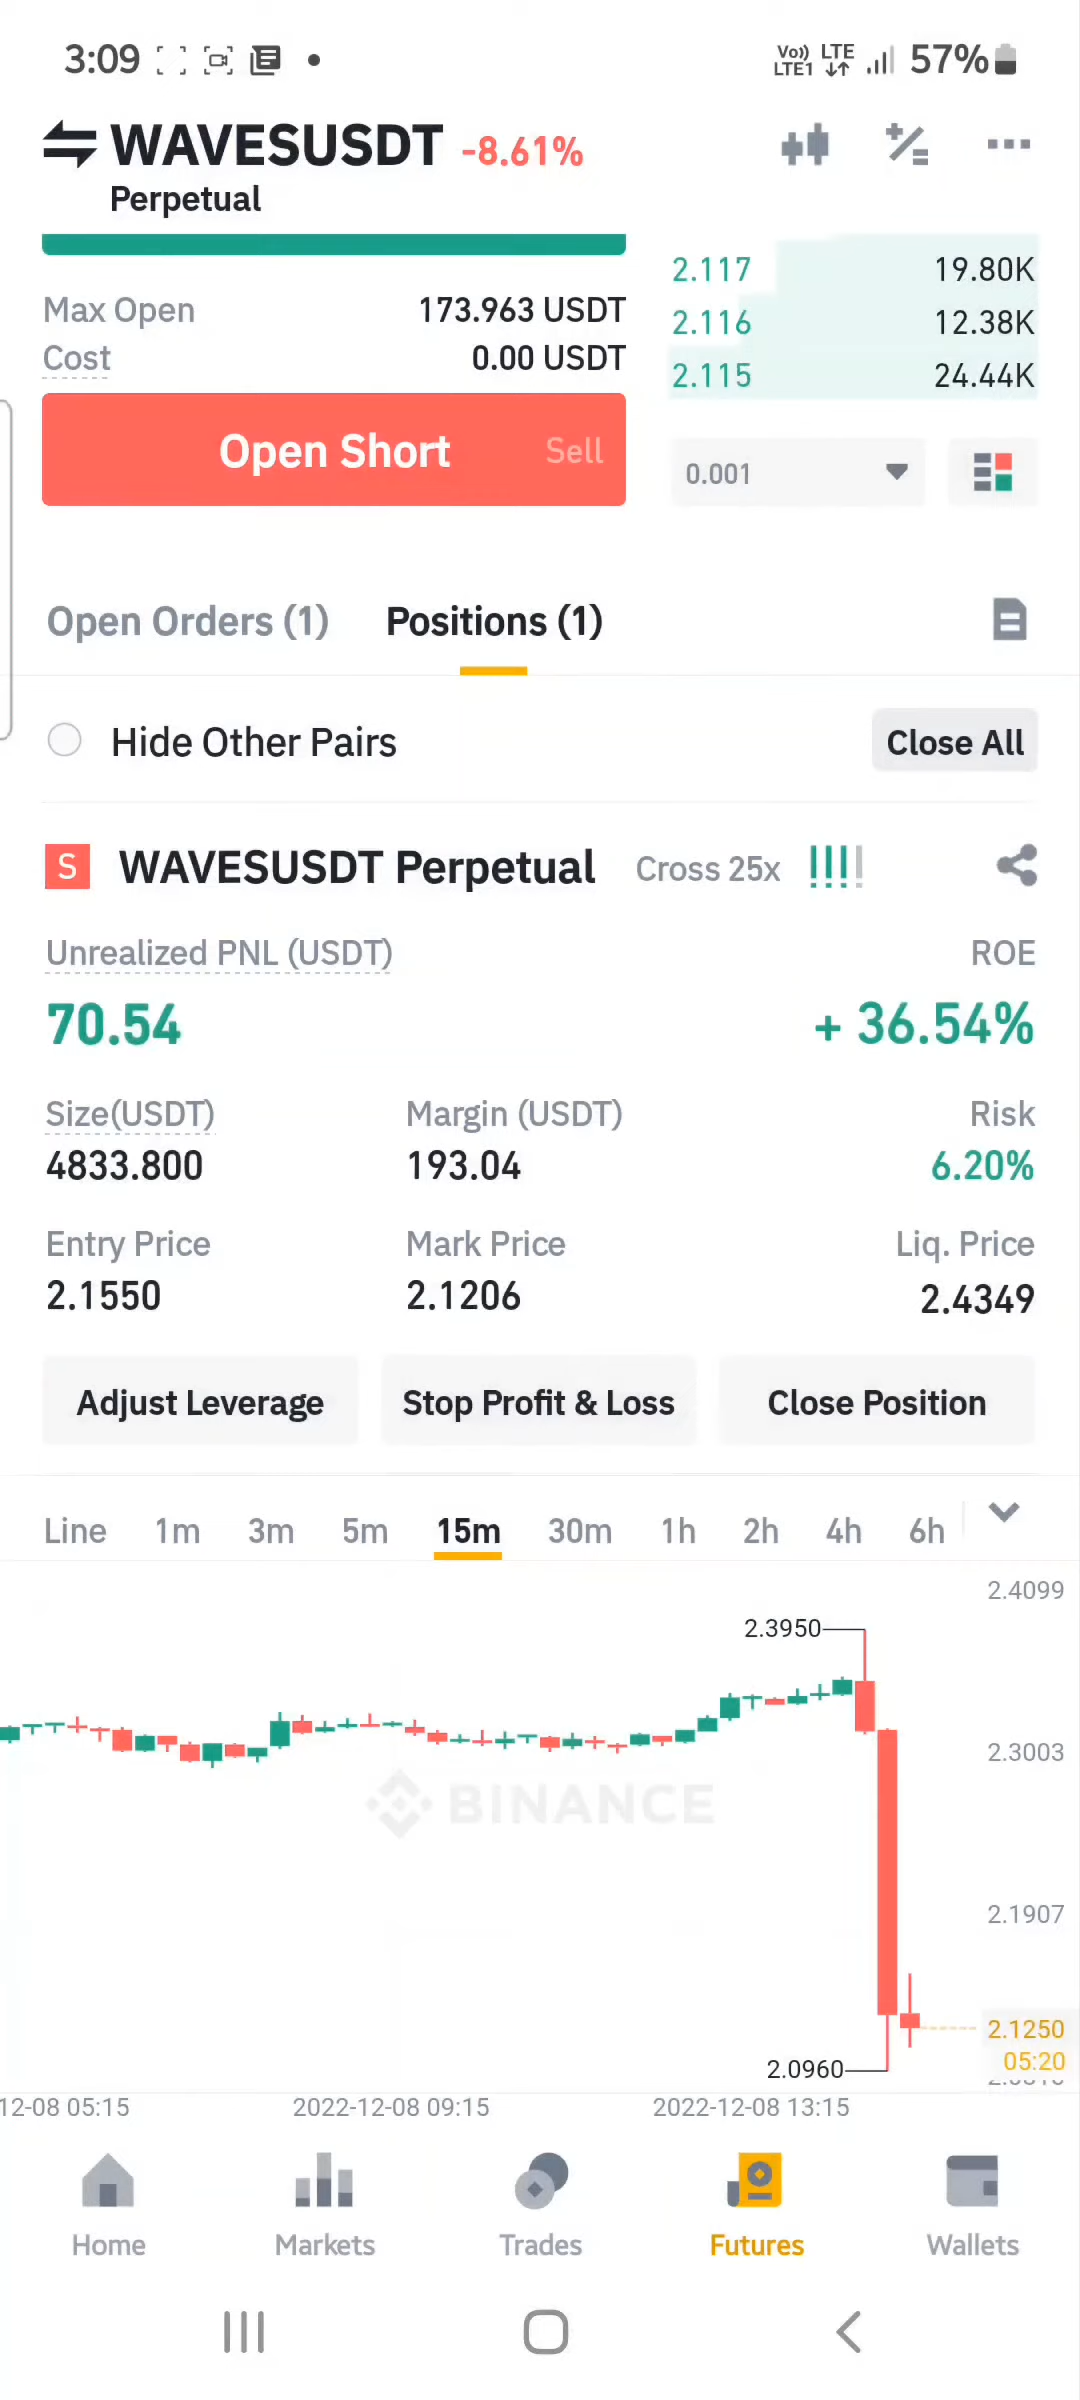 3:09 Vo)) LTE1 LTE 57%
WAVESUSDT -8.61%
Perpetual
2.117 19.80K
Max Open 173.963 USDT
2.116 12.38K
Cost 0.00 USDT
2.115 24.44K
Open Short Sell
0.001
Open Orders (1) Positions (1)
Hide Other Pairs Close All
S WAVESUSDT Perpetual Cross 25x
Unrealized PNL (USDT) ROE
70.54 + 36.54%
Size(USDT) Margin (USDT) Risk
4833.800 193.04 6.20%
Entry Price Mark Price Liq. Price
2.1550 2.1206 2.4349
Adjust Leverage Stop Profit & Loss Close Position
Line 1m 3m 5m 15m 30m 1h 2h 4h 6h
2.4099
2.3950
2.3003
BINANCE
2.1907
2.1250
05:20
2.0960
12-08 05:15 2022-12-08 09:15 2022-12-08 13:15
Home Markets Trades Futures Wallets